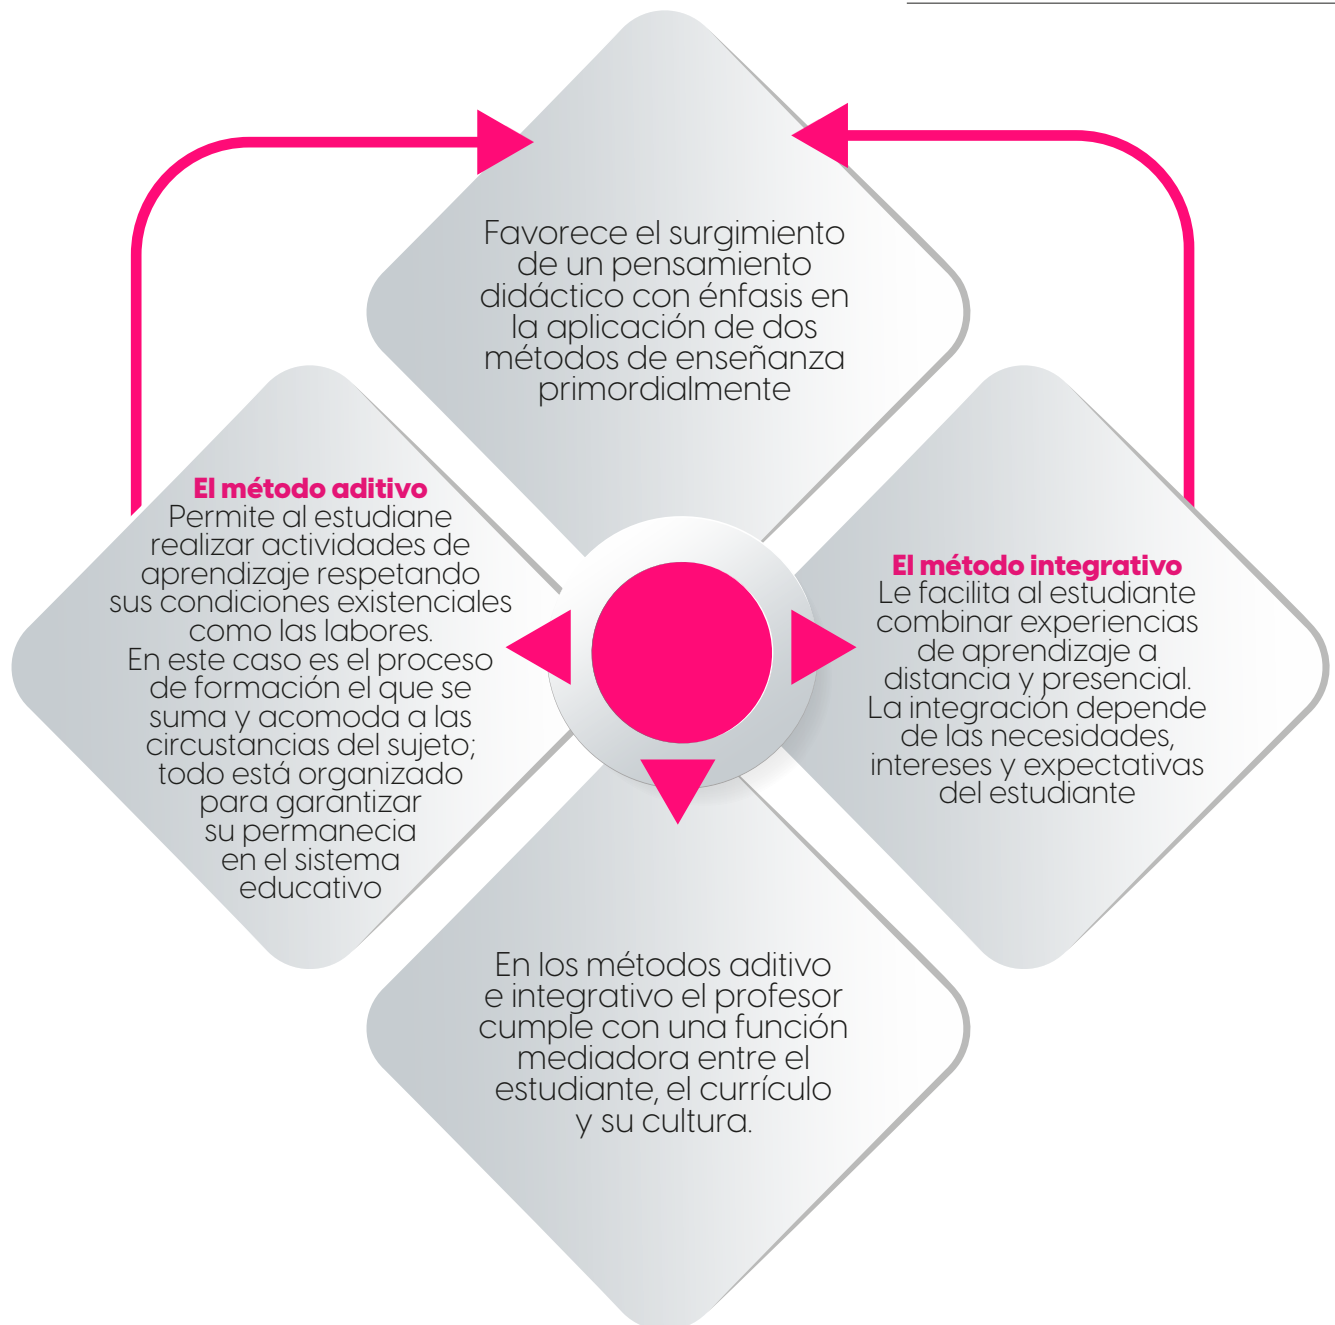 Favorece el surgimiento
de un pensamiento
didáctico con énfasis en
la aplicación de dos
métodos de enseñanza
primordialmente
El método aditivo
Permite al estudiane
realizar actividades de
aprendizaje respetando
sus condiciones existenciales
como las labores.
En este caso es el proceso
de formación el que se
suma y acomoda a las
circustancias del sujeto;
todo está organizado
para garantizar
su permanecia
en el sistema
educativo
El método integrativo
Le facilita al estudiante
combinar experiencias
de aprendizaje a
distancia y presencial.
La integración depende
de las necesidades,
intereses y expectativas
del estudiante
En los métodos aditivo
e integrativo el profesor
cumple con una función
mediadora entre el
estudiante, el currículo
y su cultura.